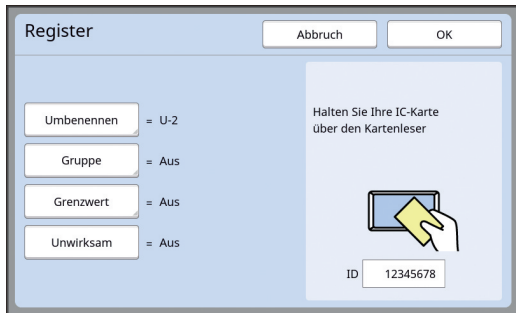 Register
Abbruch
OK
Umbenennen = U-2
Gruppe = Aus
Grenzwert = Aus
Unwirksam = Aus
Halten Sie Ihre IC-Karte
über den Kartenleser
ID 12345678